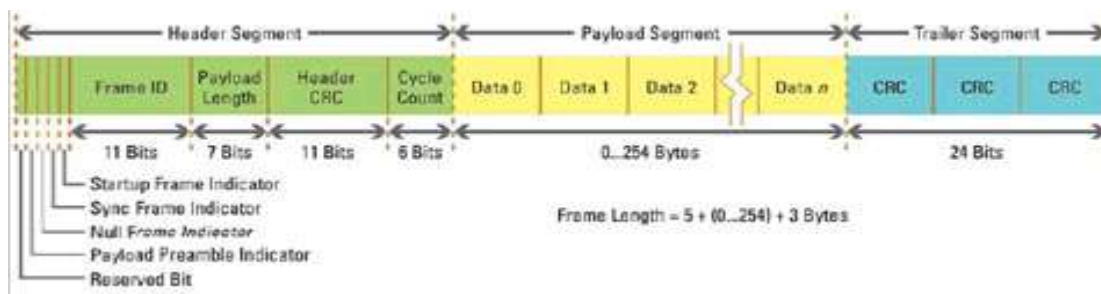 Header Segment Payload Segment Trailer Segment
Frame ID Payload Length Header CRC Cycle Count Data 0 Data 1 Data 2 Data n CRC CRC CRC
11 Bits 7 Bits 11 Bits 6 Bits 0...254 Bytes 24 Bits
Startup Frame Indicator
Sync Frame Indicator
Null Frame Indicator
Payload Preamble Indicator
Reserved Bit
Frame Length = 5 + (0...254) + 3 Bytes